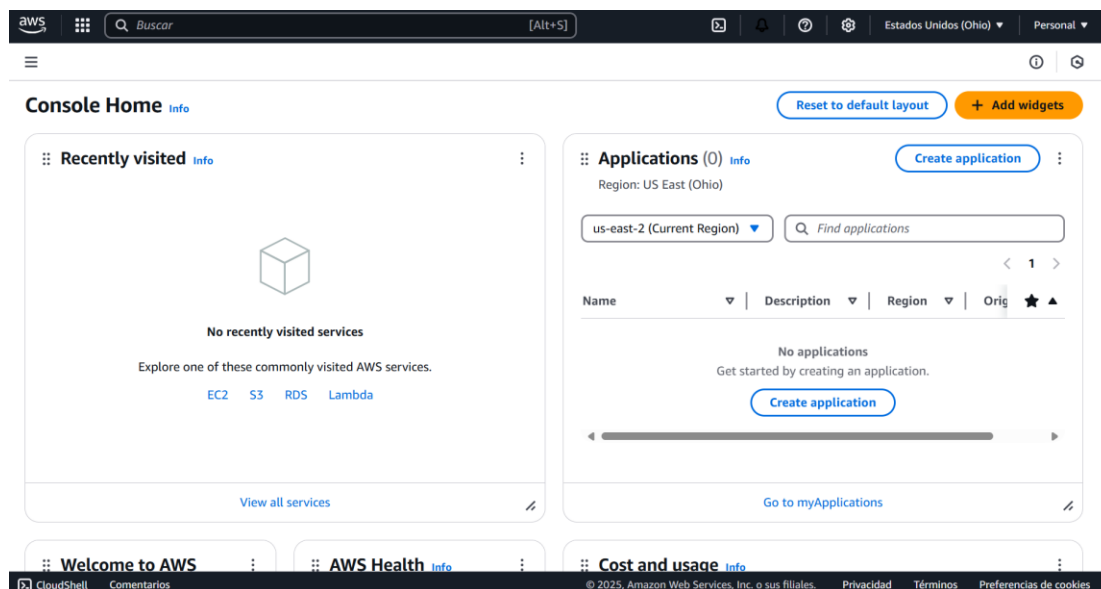 aws
Buscar [Alt+S] Estados Unidos (Ohio) Personal
Console Home Info Reset to default layout + Add widgets
Recently visited Info
No recently visited services
Explore one of these commonly visited AWS services.
EC2 S3 RDS Lambda
View all services
Applications (0) Info Create application
Region: US East (Ohio)
us-east-2 (Current Region) Find applications
1
Name Description Region Orig
No applications
Get started by creating an application.
Create application
Go to myApplications
Welcome to AWS
AWS Health Info
Cost and usage Info
CloudShell Comentarios © 2025, Amazon Web Services, Inc. o sus filiales. Privacidad Términos Preferencias de cookies